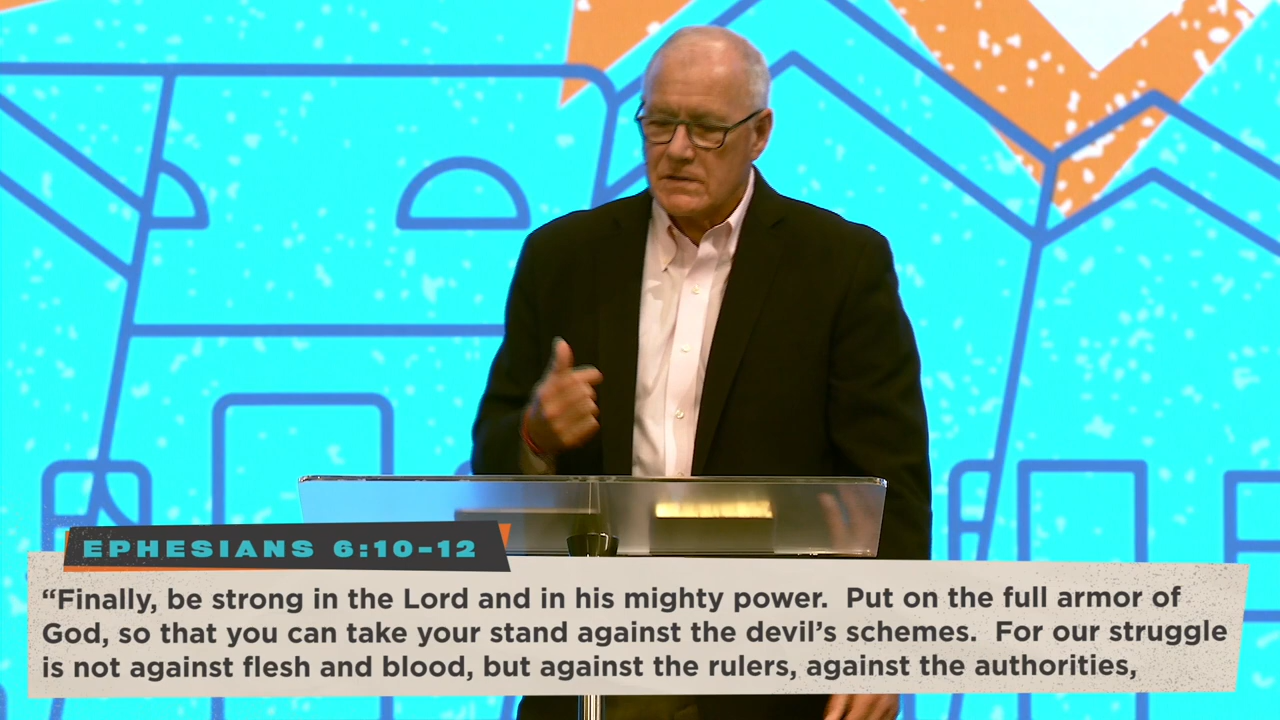 EPHESIANS 6:10-12
“Finally, be strong in the Lord and in his mighty power.  Put on the full armor of
God, so that you can take your stand against the devil’s schemes.  For our struggle
is not against flesh and blood, but against the rulers, against the authorities,